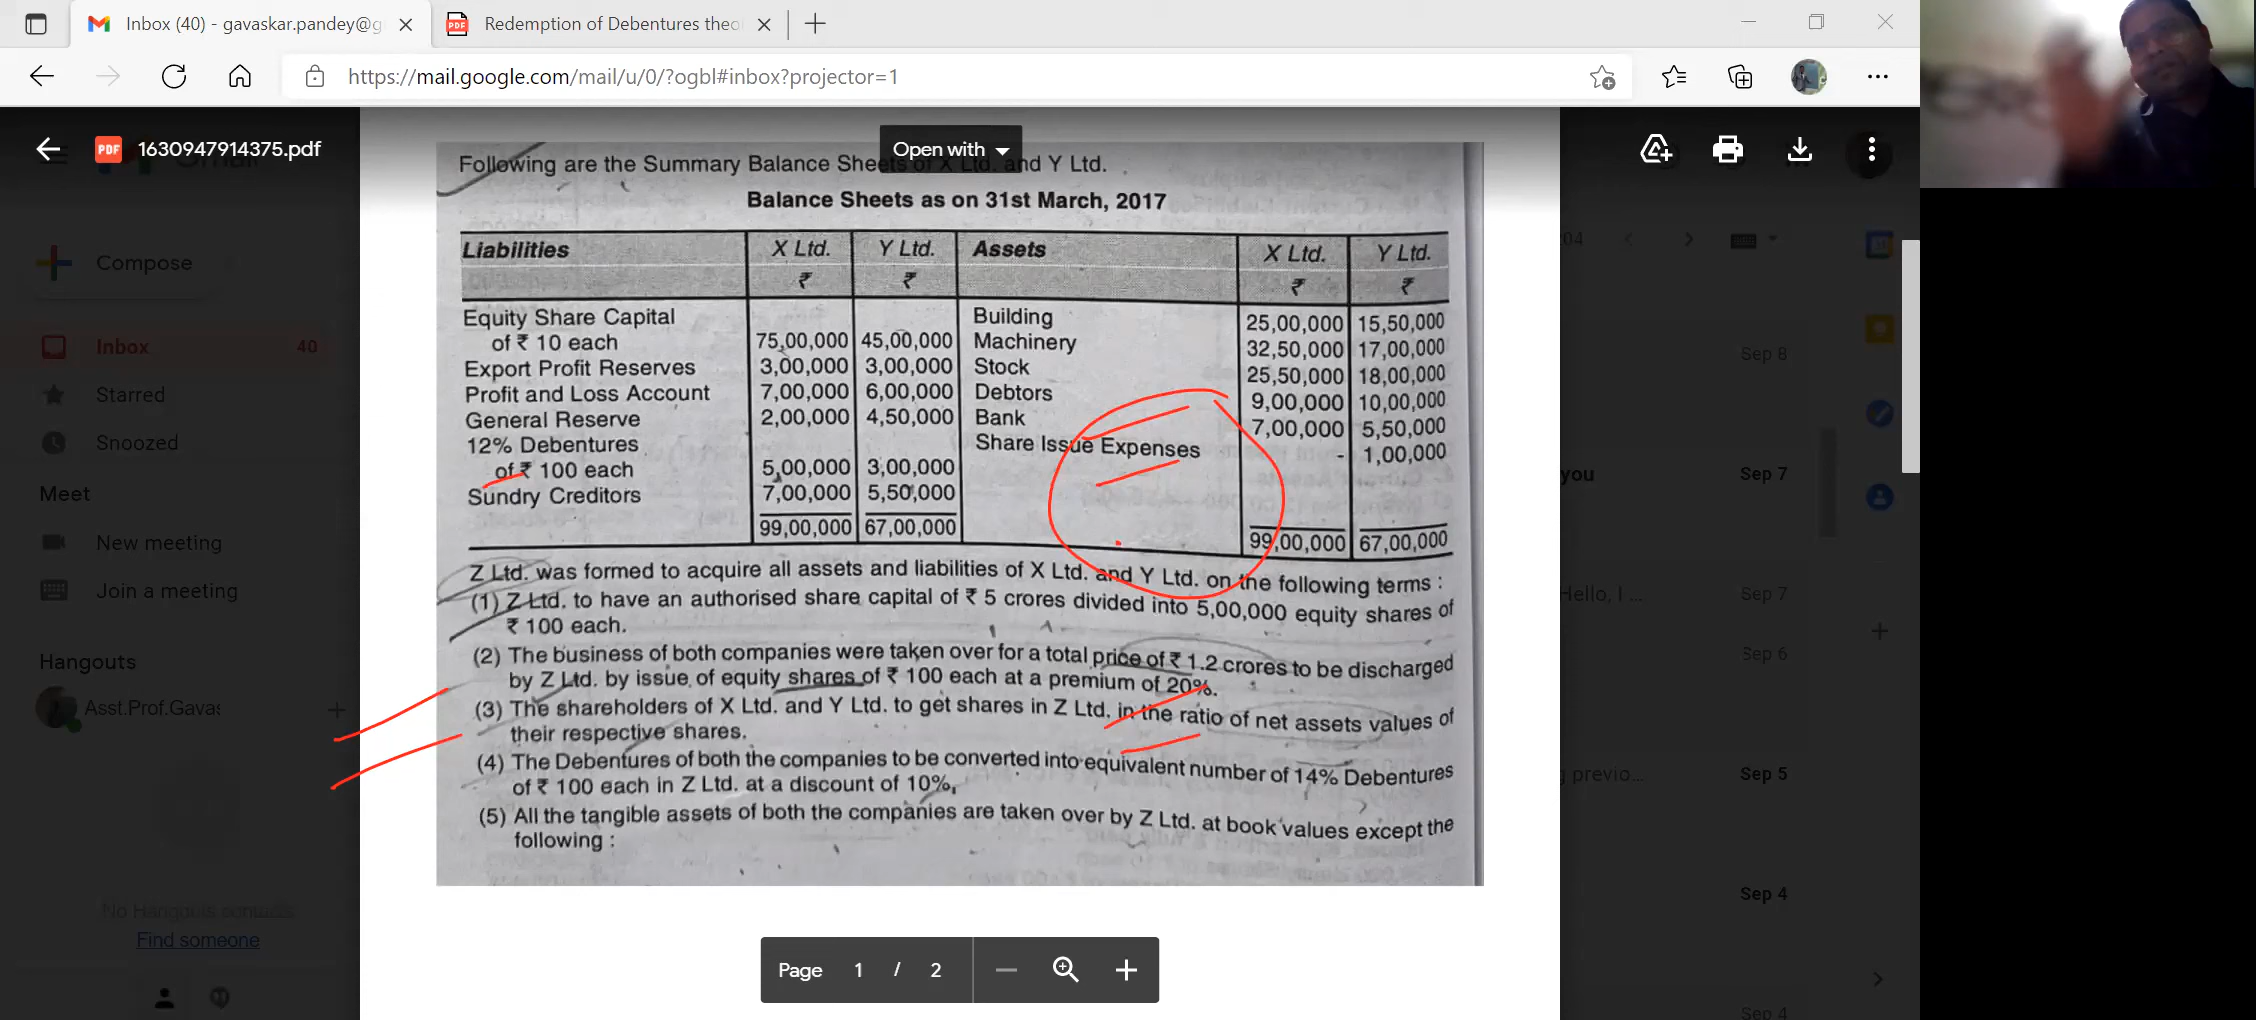 Inbox (40) - gavaskar.pandey@g
Redemption of Debentures theo
https://mail.google.com/mail/u/0/?ogbl#inbox?projector=1
PDF 1630947914375.pdf
Open with
Following are the Summary Balance Sheets of X Ltd. and Y Ltd.
Balance Sheets as on 31st March, 2017
Liabilities X Ltd. Y Ltd. Assets X Ltd. Y Ltd.
₹ ₹ ₹ ₹
Equity Share Capital Building 25,00,000 15,50,000
of ₹ 10 each 75,00,000 45,00,000 Machinery 32,50,000 17,00,000
Export Profit Reserves 3,00,000 3,00,000 Stock 25,50,000 18,00,000
Profit and Loss Account 7,00,000 6,00,000 Debtors 9,00,000 10,00,000
General Reserve 2,00,000 4,50,000 Bank 7,00,000 5,50,000
12% Debentures Share Issue Expenses - 1,00,000
of ₹ 100 each 5,00,000 3,00,000
Sundry Creditors 7,00,000 5,50,000
99,00,000 67,00,000 99,00,000 67,00,000
Z Ltd. was formed to acquire all assets and liabilities of X Ltd. and Y Ltd. on the following terms :
(1) Z Ltd. to have an authorised share capital of ₹ 5 crores divided into 5,00,000 equity shares of
₹ 100 each.
(2) The business of both companies were taken over for a total price of ₹ 1.2 crores to be discharged
by Z Ltd. by issue of equity shares of ₹ 100 each at a premium of 20%.
(3) The shareholders of X Ltd. and Y Ltd. to get shares in Z Ltd. in the ratio of net assets values of
their respective shares.
(4) The Debentures of both the companies to be converted into equivalent number of 14% Debentures
of ₹ 100 each in Z Ltd. at a discount of 10%,
(5) All the tangible assets of both the companies are taken over by Z Ltd. at book values except the
following :
Page 1 / 2
Compose
Inbox 40
Starred
Snoozed
Meet
New meeting
Join a meeting
Hangouts
Asst.Prof.Gavas
No Hangouts contacts
Find someone
04
Sep 8
you Sep 7
Hello, I ... Sep 7
Sep 6
previo... Sep 5
Sep 4
Sep 4